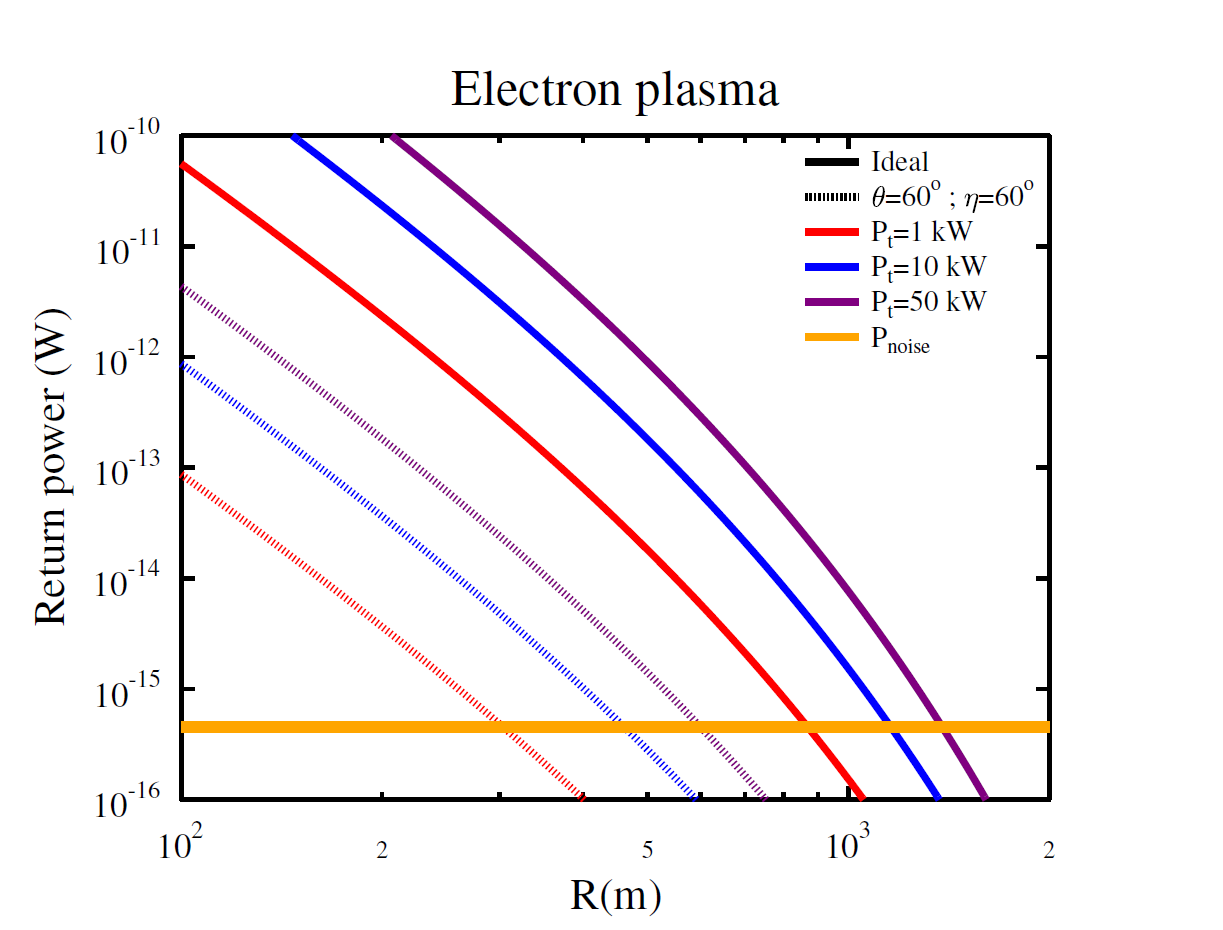 Electron plasma
Return power (W)
10^-10
10^-11
10^-12
10^-13
10^-14
10^-15
10^-16
Ideal
θ=60° ; η=60°
P_t=1 kW
P_t=10 kW
P_t=50 kW
P_noise
10^2 2 5 10^3 2
R(m)